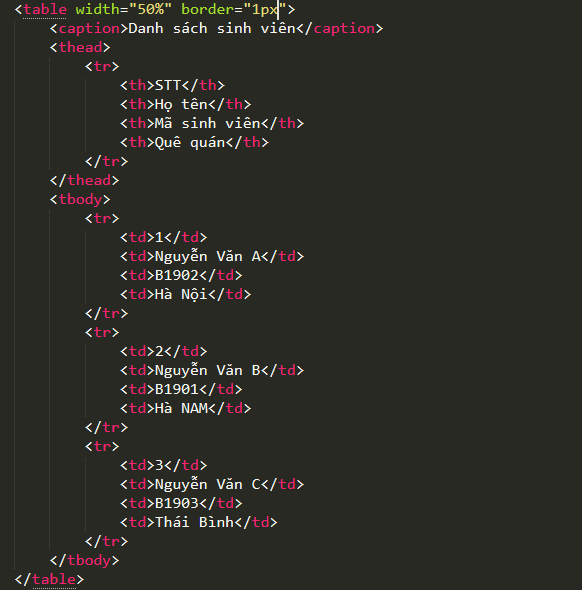 <table width="50%" border="1px">
    <caption>Danh sách sinh viên</caption>
    <thead>
        <tr>
            <th>STT</th>
            <th>Họ tên</th>
            <th>Mã sinh viên</th>
            <th>Quê quán</th>
        </tr>
    </thead>
    <tbody>
        <tr>
            <td>1</td>
            <td>Nguyễn Văn A</td>
            <td>B1902</td>
            <td>Hà Nội</td>
        </tr>
        <tr>
            <td>2</td>
            <td>Nguyễn Văn B</td>
            <td>B1901</td>
            <td>Hà NAM</td>
        </tr>
        <tr>
            <td>3</td>
            <td>Nguyễn Văn C</td>
            <td>B1903</td>
            <td>Thái Bình</td>
        </tr>
    </tbody>
</table>